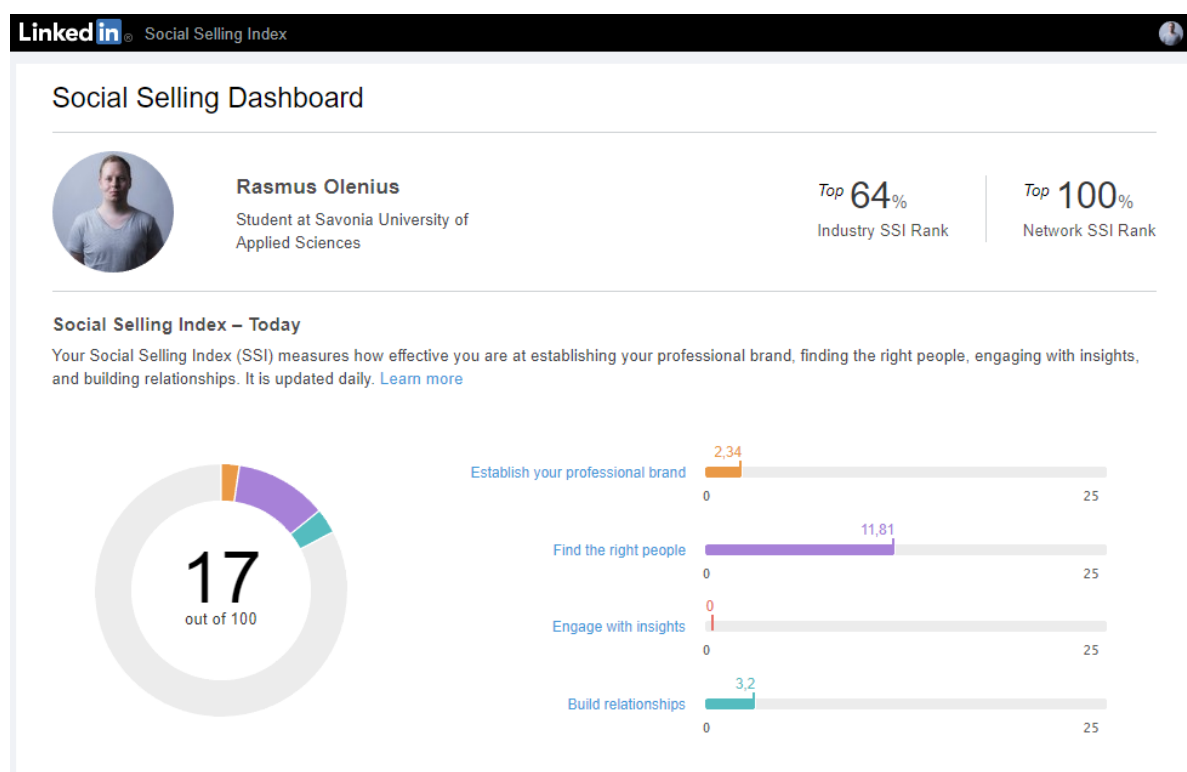 Linked in ® Social Selling Index
Social Selling Dashboard
Rasmus Olenius
Student at Savonia University of
Applied Sciences
Top 64%
Industry SSI Rank
Top 100%
Network SSI Rank
Social Selling Index – Today
Your Social Selling Index (SSI) measures how effective you are at establishing your professional brand, finding the right people, engaging with insights,
and building relationships. It is updated daily. Learn more
17
out of 100
2,34
Establish your professional brand
0 25
11,81
Find the right people
0 25
0
Engage with insights
0 25
3,2
Build relationships
0 25